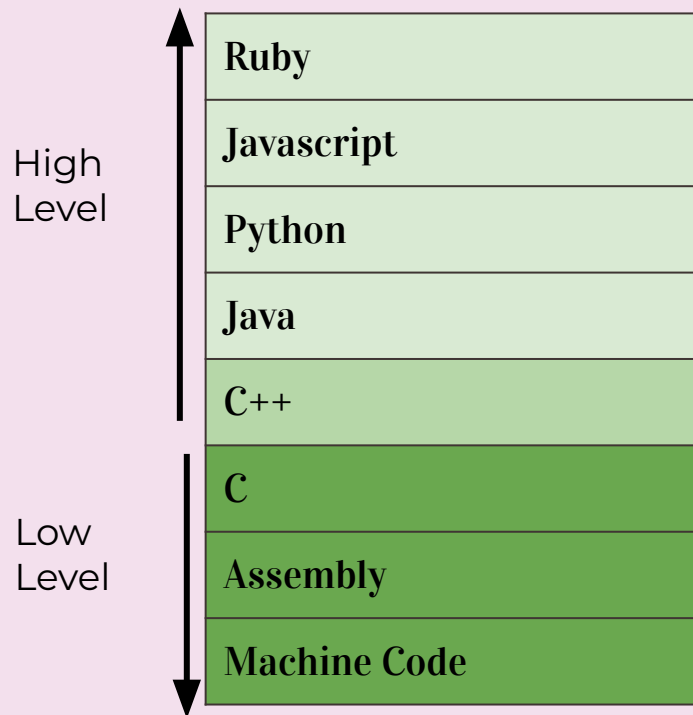 Ruby
Javascript
High
Level
Python
Java
C++
C
Low
Level
Assembly
Machine Code